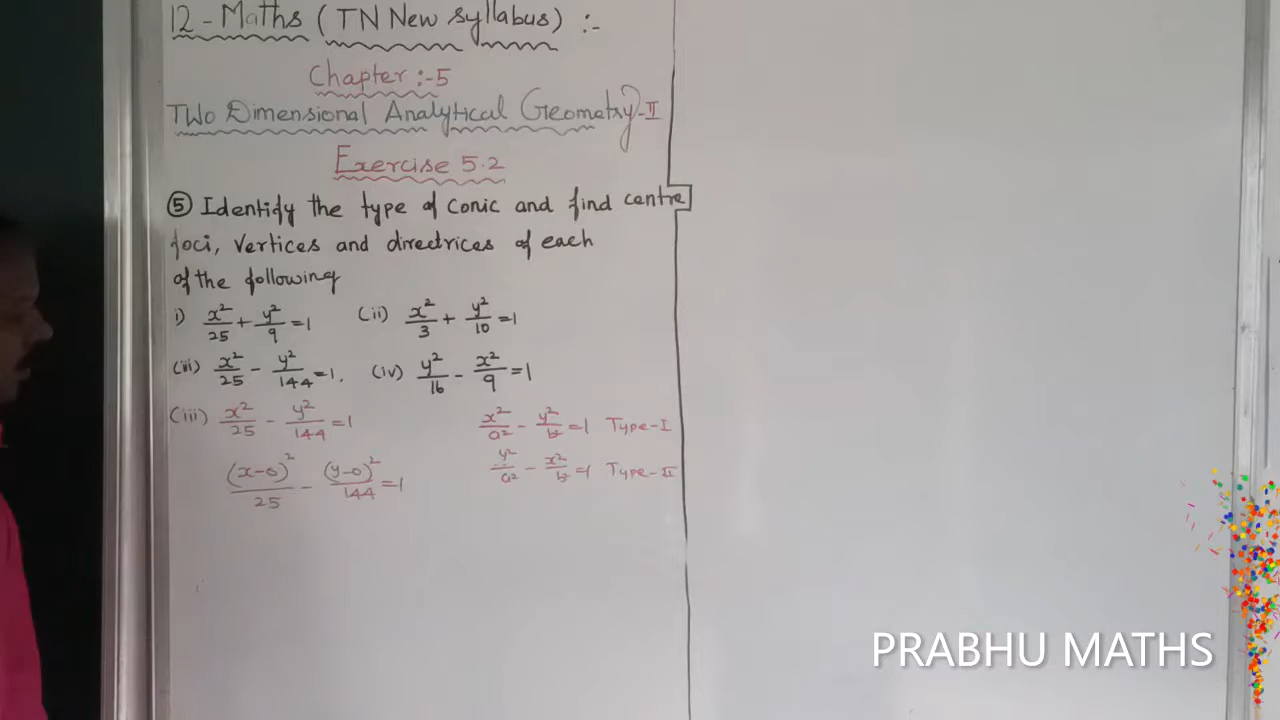 12 - Maths ( TN New Syllabus) :-
Chapter :- 5
Two Dimensional Analytical Geometry - II
Exercise 5.2
⑤ Identify the type of conic and find centre
foci, vertices and directrices of each
of the following
i) x²/25 + y²/9 = 1 (ii) x²/3 + y²/10 = 1
(iii) x²/25 - y²/144 = 1. (iv) y²/16 - x²/9 = 1
(iii) x²/25 - y²/144 = 1
(x-0)²/25 - (y-0)²/144 = 1
x²/a² - y²/b² = 1 Type-I
y²/a² - x²/b² = 1 Type-II
PRABHU MATHS